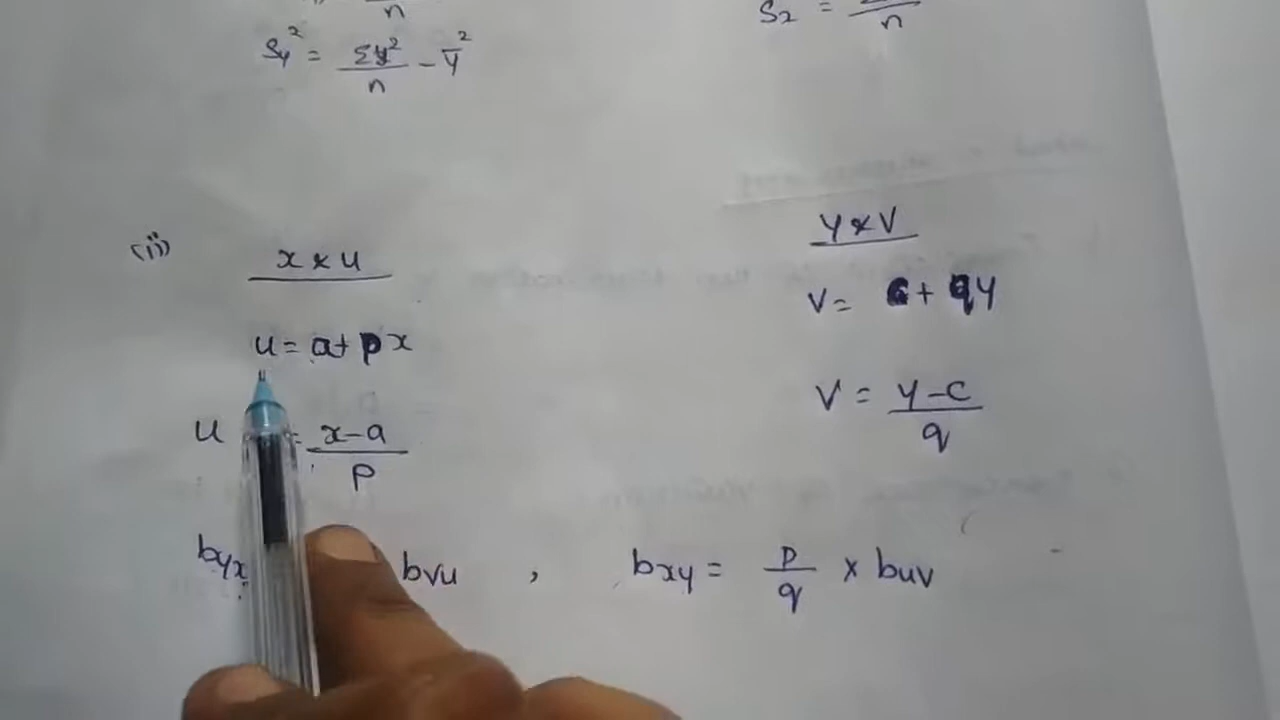 n
Sy² = Σy²/n - ȳ²
n
(ii)
x & u
u = a + px
u = x-a/p
byx bvu , bxy = p/q × buv
y & v
v = c + qy
v = y-c/q